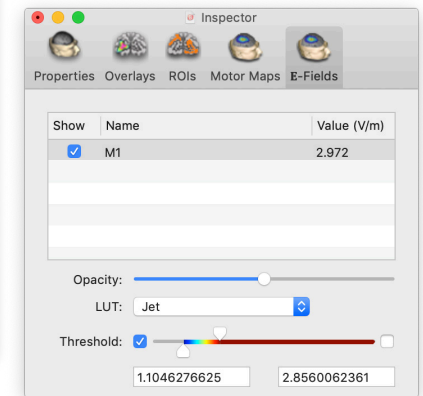 Inspector
Properties Overlays ROIs Motor Maps E-Fields
Show Name Value (V/m)
M1 2.972
Opacity:
LUT: Jet
Threshold:
1.1046276625 2.8560062361